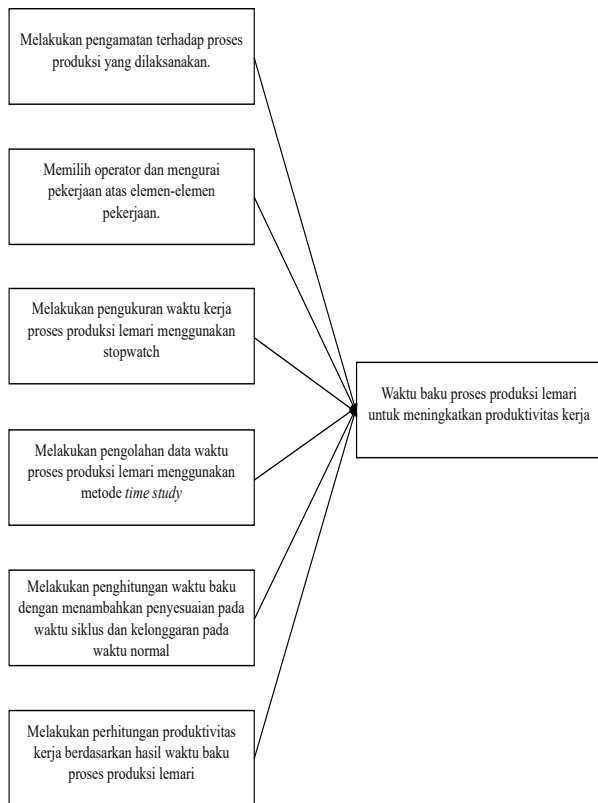 Melakukan pengamatan terhadap proses
produksi yang dilaksanakan.
Memilih operator dan mengurai
pekerjaan atas elemen-elemen
pekerjaan.
Melakukan pengukuran waktu kerja
proses produksi lemari menggunakan
stopwatch
Waktu baku proses produksi lemari
untuk meningkatkan produktivitas kerja
Melakukan pengolahan data waktu
proses produksi lemari menggunakan
metode time study
Melakukan penghitungan waktu baku
dengan menambahkan penyesuaian pada
waktu siklus dan kelonggaran pada
waktu normal
Melakukan perhitungan produktivitas
kerja berdasarkan hasil waktu baku
proses produksi lemari